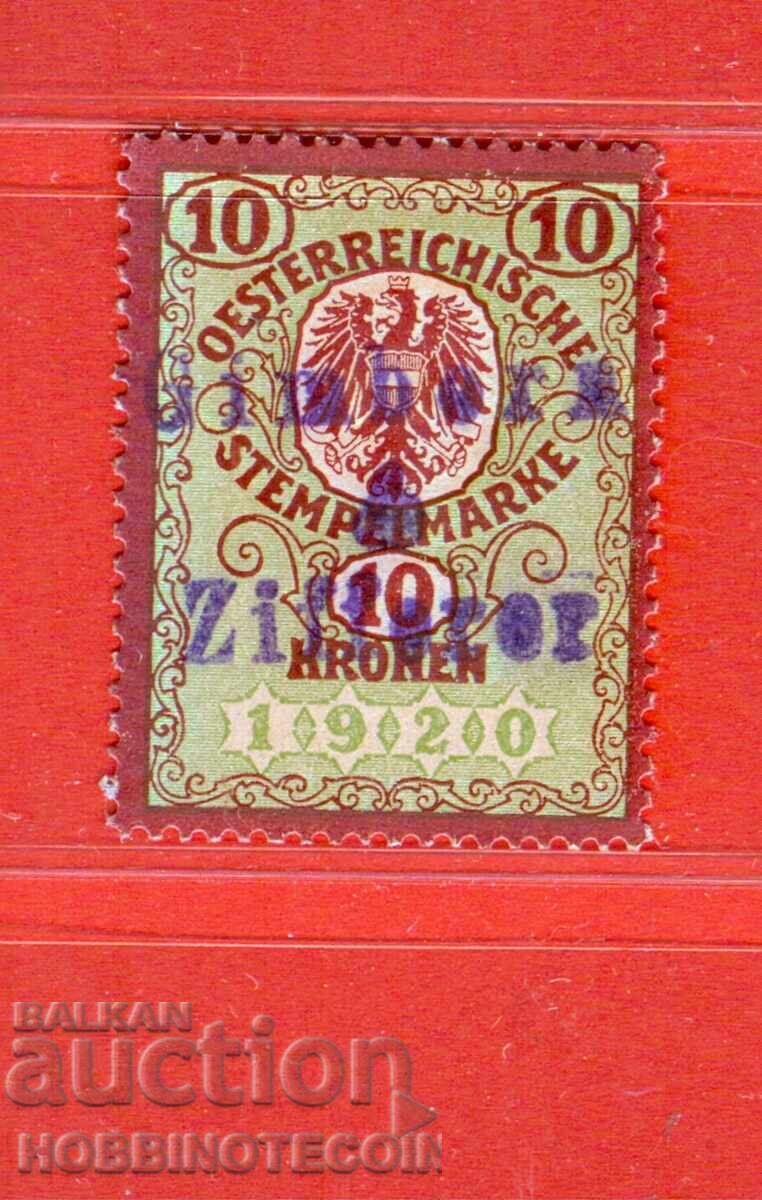 10 10
OESTERREICHISCHE
STEMPELMARKE
10
KRONEN
1920
BALKAN
auction
HOBBINOTECOIN